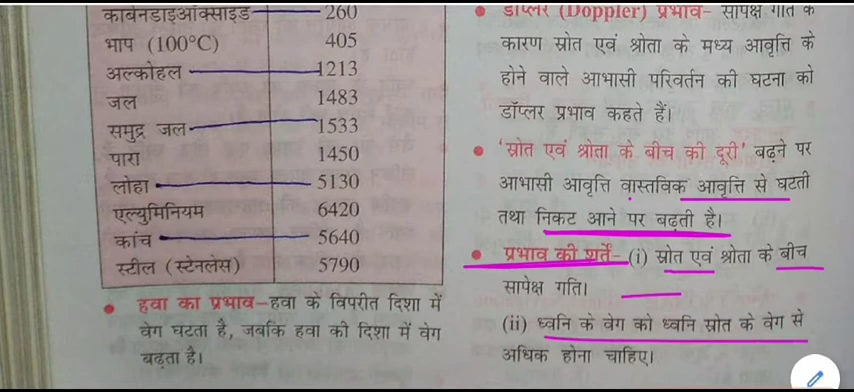 कार्बनडाइऑक्साइड 260
भाप (100°C) 405
अल्कोहल 1213
जल 1483
समुद्र जल 1533
पारा 1450
लोहा 5130
एल्युमिनियम 6420
कांच 5640
स्टील (स्टेनलेस) 5790
• हवा का प्रभाव–हवा के विपरीत दिशा में
वेग घटता है, जबकि हवा की दिशा में वेग
बढ़ता है।
• डॉप्लर (Doppler) प्रभाव– सापेक्ष गति के
कारण स्रोत एवं श्रोता के मध्य आवृत्ति के
होने वाले आभासी परिवर्तन की घटना को
डॉप्लर प्रभाव कहते हैं।
• 'स्रोत एवं श्रोता के बीच की दूरी' बढ़ने पर
आभासी आवृत्ति वास्तविक आवृत्ति से घटती
तथा निकट आने पर बढ़ती है।
• प्रभाव की शर्तें– (i) स्रोत एवं श्रोता के बीच
सापेक्ष गति।
(ii) ध्वनि के वेग को ध्वनि स्रोत के वेग से
अधिक होना चाहिए।